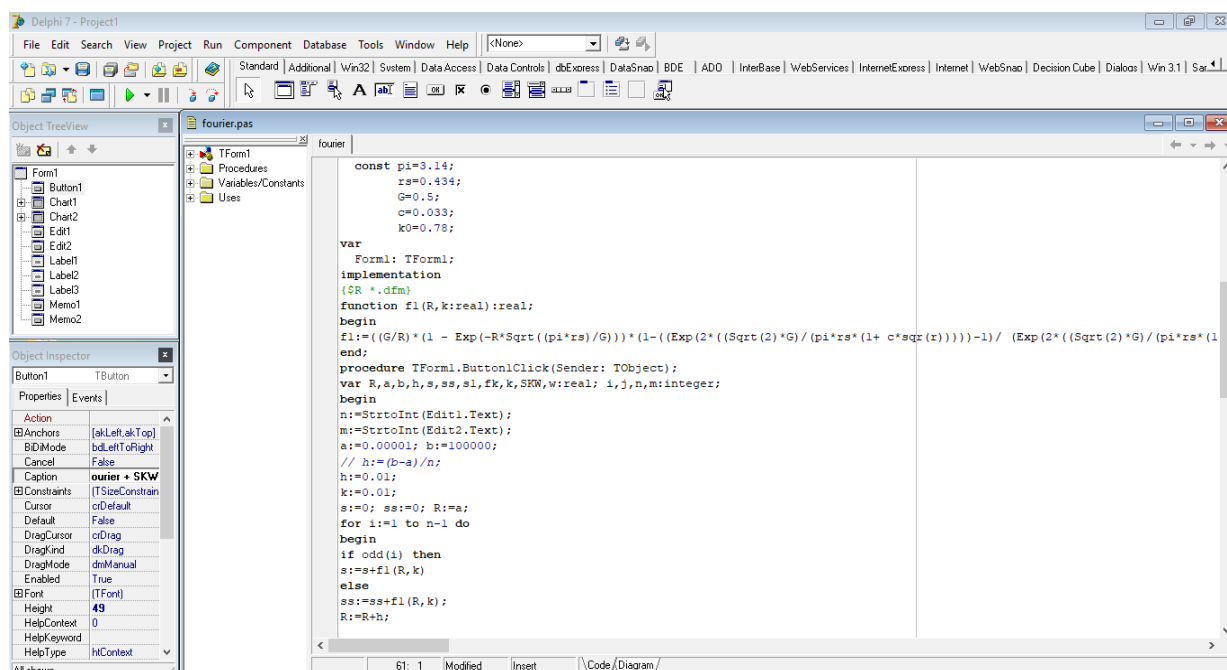 Delphi 7 - Project1
File Edit Search View Project Run Component Database Tools Window Help <None>
Standard Additional Win32 System Data Access Data Controls dbExpress DataSnap BDE ADO InterBase WebServices InternetExpress Internet WebSnap Decision Cube Dialogs Win 3.1
Object TreeView
Form1
Button1
Chart1
Chart2
Edit1
Edit2
Label1
Label2
Label3
Memo1
Memo2
Object Inspector
Button1 TButton
Properties Events
Action
Anchors [akLeft,akTop]
BiDiMode bdLeftToRight
Cancel False
Caption ourier + SKW
Constraints (TSizeConstrain
Cursor crDefault
Default False
DragCursor crDrag
DragKind dkDrag
DragMode dmManual
Enabled True
Font (TFont)
Height 49
HelpContext 0
HelpKeyword
HelpType htContext
fourier.pas
TForm1
Procedures
Variables/Constants
Uses
fourier
const pi=3.14;
rs=0.434;
G=0.5;
c=0.033;
k0=0.78;
var
Form1: TForm1;
implementation
{$R *.dfm}
function f1(R,k:real):real;
begin
f1:=((G/R)*(1 - Exp(-R*Sqrt((pi*rs)/G)))*(1-((Exp(2*((Sqrt(2)*G)/(pi*rs*(1+ c*sqr(r)))))-1)/ (Exp(2*((Sqrt(2)*G)/(pi*rs*(1
end;
procedure TForm1.Button1Click(Sender: TObject);
var R,a,b,h,s,ss,s1,fk,k,SKW,w:real; i,j,n,m:integer;
begin
n:=StrtoInt(Edit1.Text);
m:=StrtoInt(Edit2.Text);
a:=0.00001; b:=100000;
// h:=(b-a)/n;
h:=0.01;
k:=0.01;
s:=0; ss:=0; R:=a;
for i:=1 to n-1 do
begin
if odd(i) then
s:=s+f1(R,k)
else
ss:=ss+f1(R,k);
R:=R+h;
61: 1 Modified Insert Code Diagram